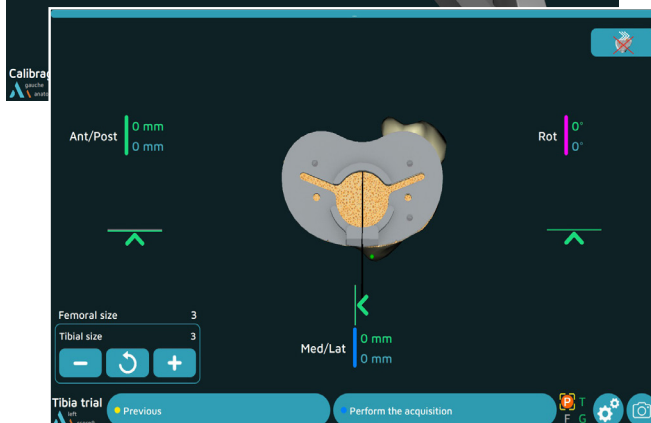 gauche
Ant/Post
0 mm
0 mm
Rot
0°
0°
Femoral size 3
Tibial size 3
Med/Lat
0 mm
0 mm
Tibia trial
left
Previous
Perform the acquisition
P T
F G